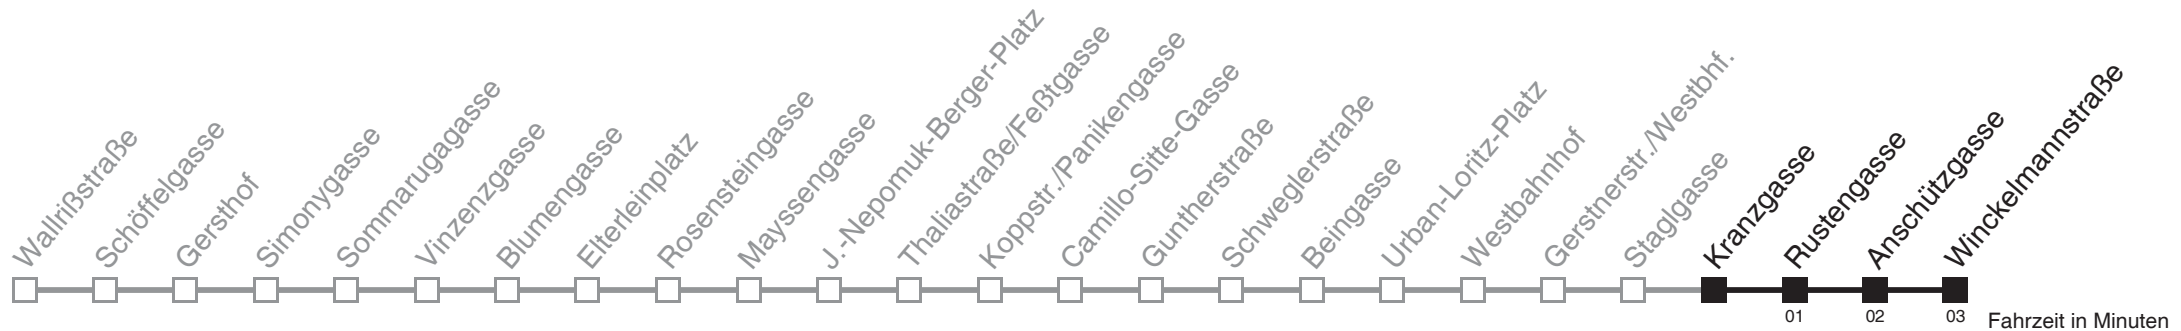 Wallrißstraße
Schöffelgasse
Gersthof
Simonygasse
Sommarugagasse
Vinzenzgasse
Blumengasse
Elterleinplatz
Rosensteingasse
Mayssengasse
J.-Nepomuk-Berger-Platz
Thaliastraße/Feßtgasse
Koppstr./Panikengasse
Camillo-Sitte-Gasse
Guntherstraße
Schweglerstraße
Beingasse
Urban-Loritz-Platz
Westbahnhof
Gerstnerstr./Westbhf.
Staglgasse
Kranzgasse
Rustengasse
Anschützgasse
Winckelmannstraße
01 02 03 Fahrzeit in Minuten